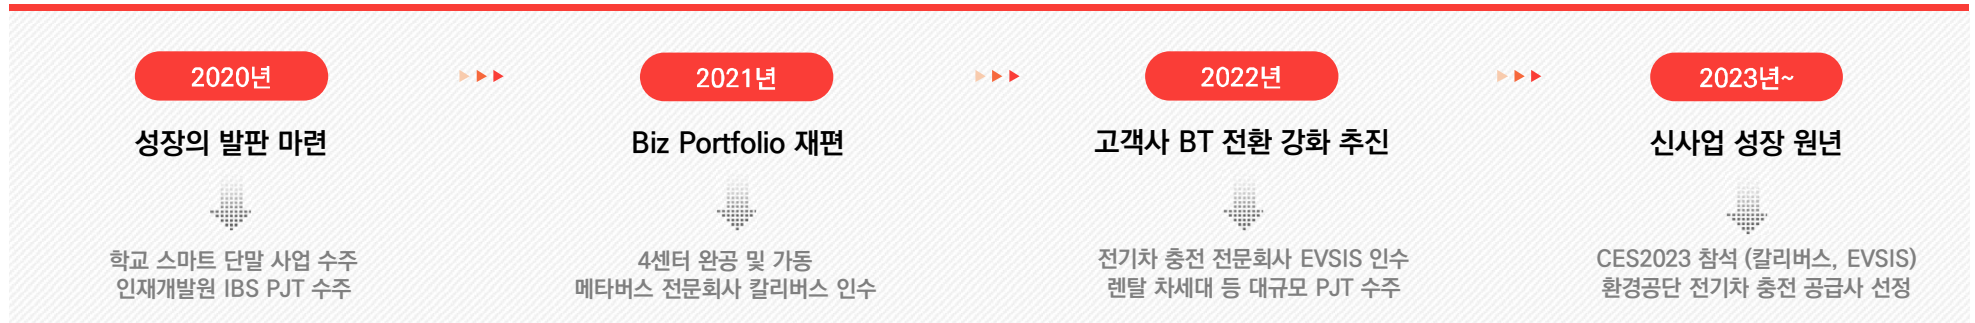 2020년
성장의 발판 마련
학교 스마트 단말 사업 수주
인재개발원 IBS PJT 수주
2021년
Biz Portfolio 재편
4센터 완공 및 가동
메타버스 전문회사 칼리버스 인수
2022년
고객사 BT 전환 강화 추진
전기차 충전 전문회사 EVSIS 인수
렌탈 차세대 등 대규모 PJT 수주
2023년~
신사업 성장 원년
CES2023 참석 (칼리버스, EVSIS)
환경공단 전기차 충전 공급사 선정